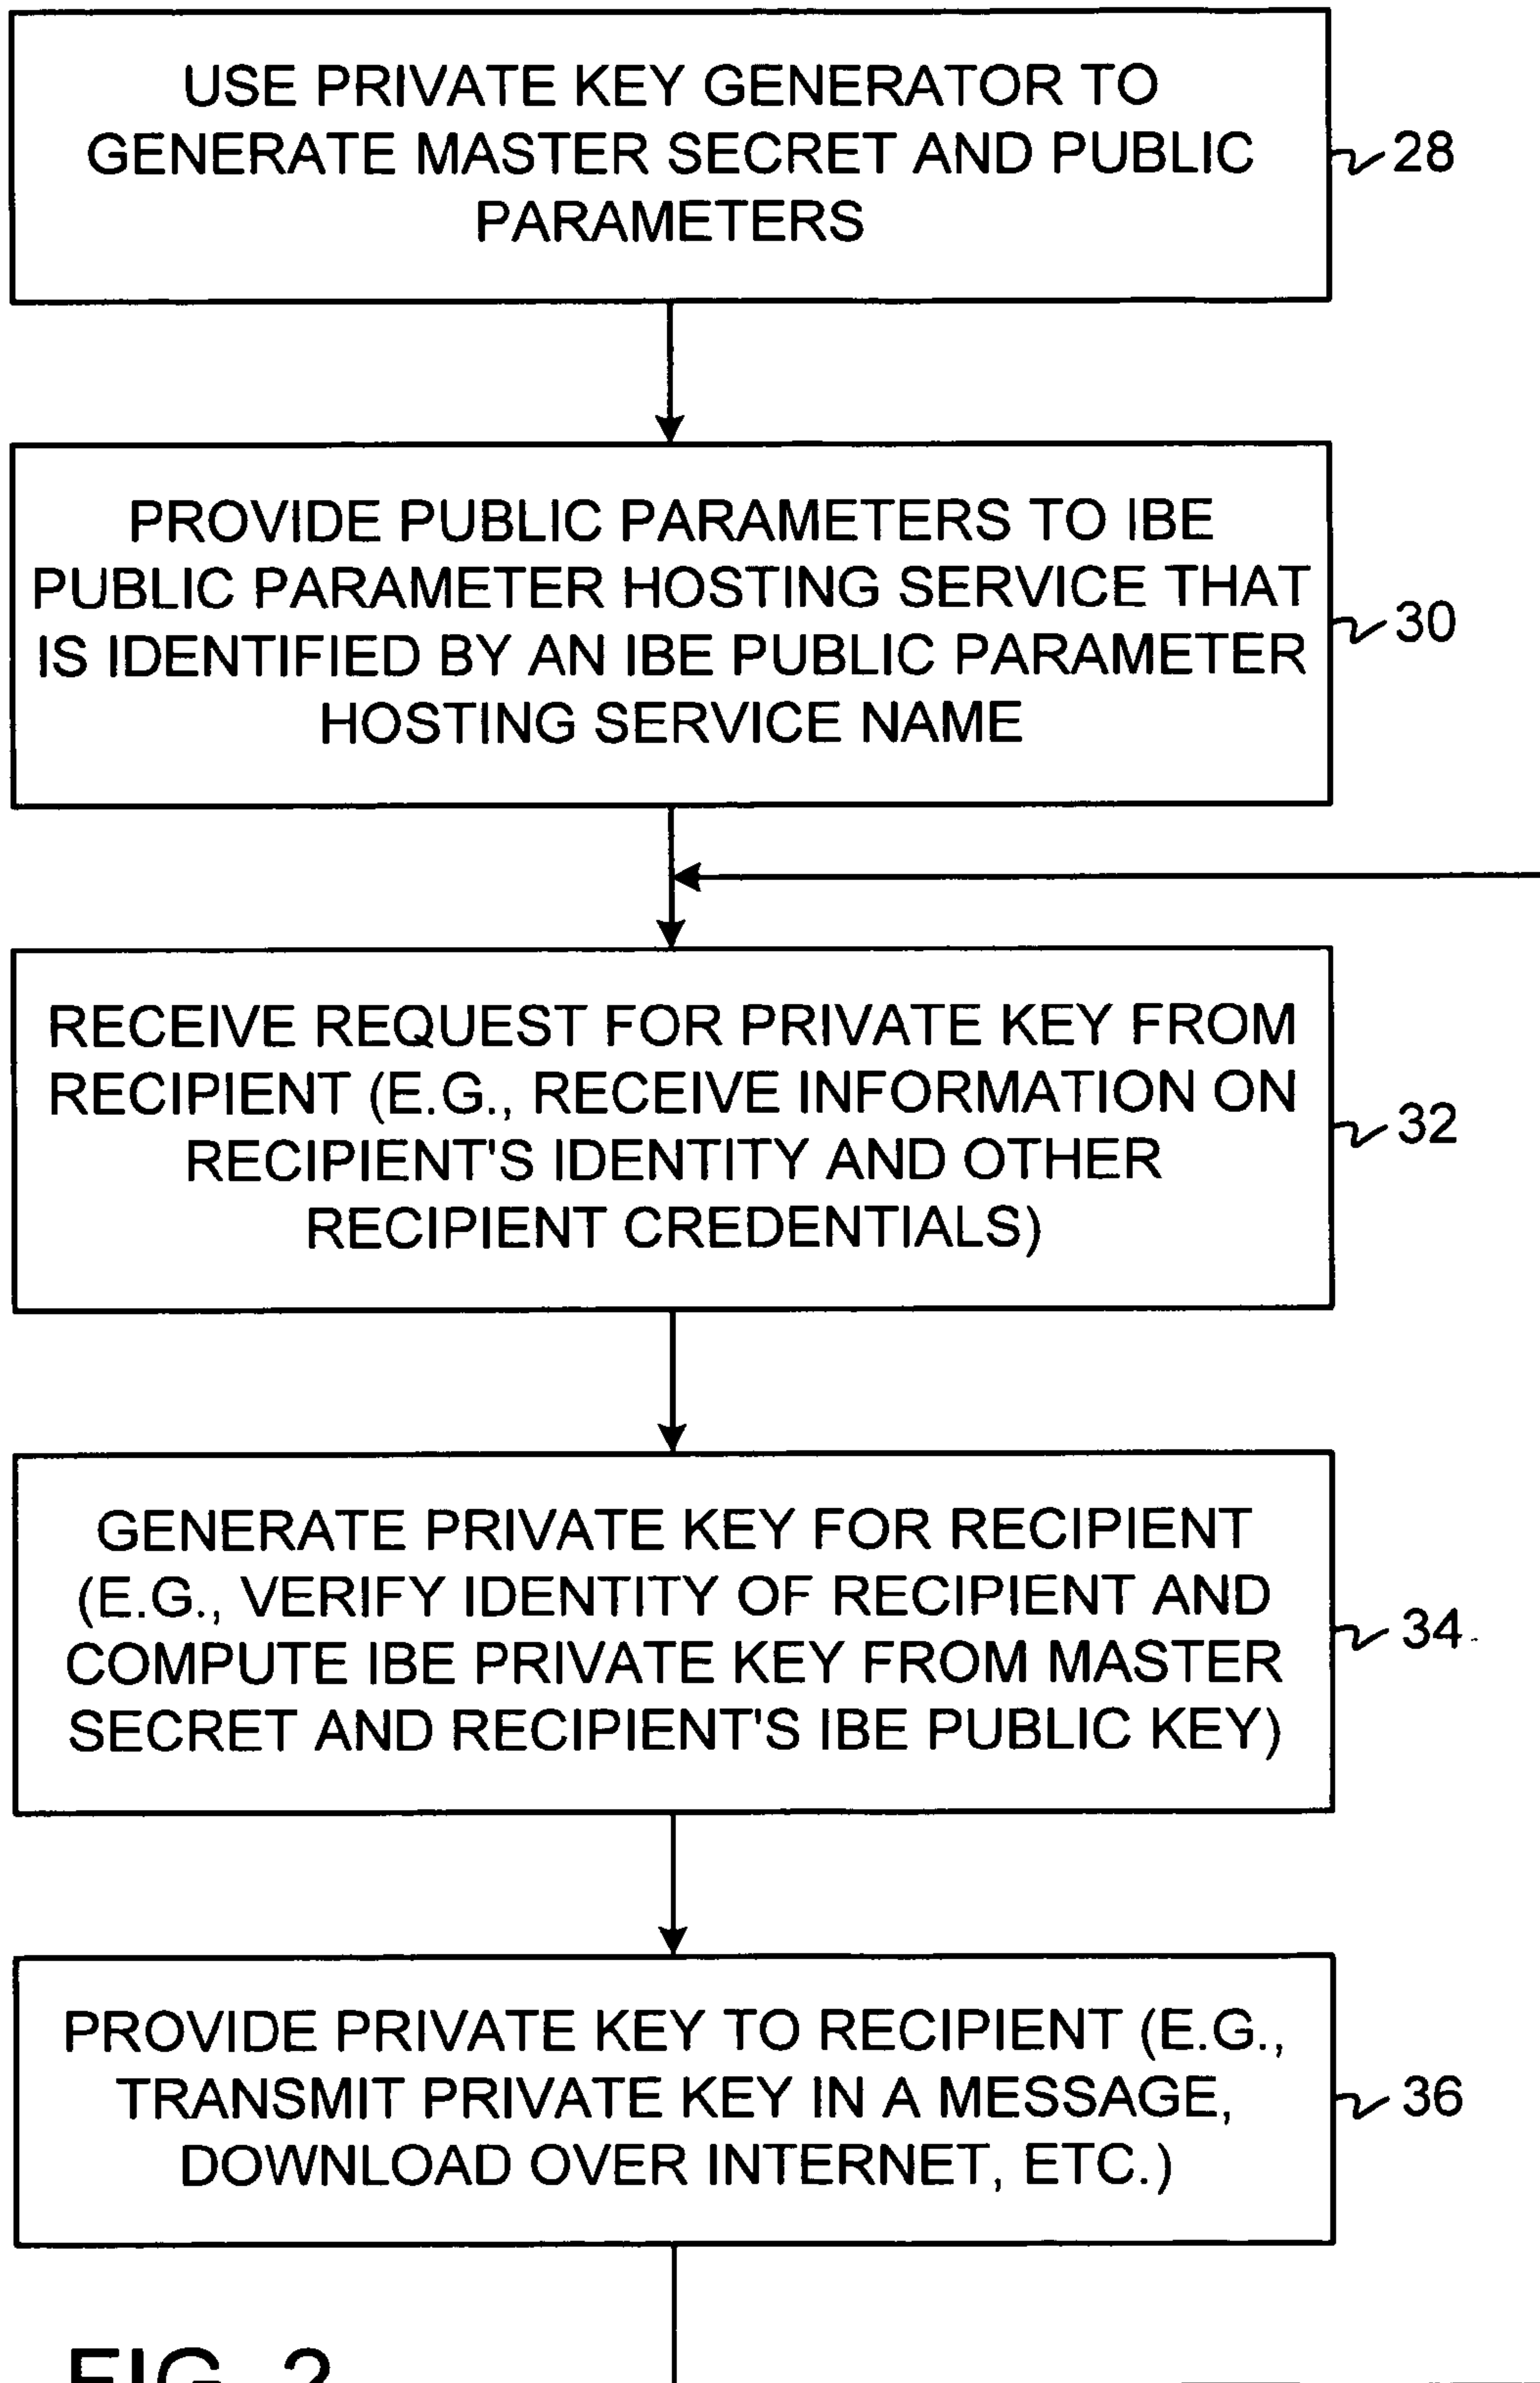 USE PRIVATE KEY GENERATOR TO
GENERATE MASTER SECRET AND PUBLIC
PARAMETERS
28
PROVIDE PUBLIC PARAMETERS TO IBE
PUBLIC PARAMETER HOSTING SERVICE THAT
IS IDENTIFIED BY AN IBE PUBLIC PARAMETER
HOSTING SERVICE NAME
30
RECEIVE REQUEST FOR PRIVATE KEY FROM
RECIPIENT (E.G., RECEIVE INFORMATION ON
RECIPIENT'S IDENTITY AND OTHER
RECIPIENT CREDENTIALS)
32
GENERATE PRIVATE KEY FOR RECIPIENT
(E.G., VERIFY IDENTITY OF RECIPIENT AND
COMPUTE IBE PRIVATE KEY FROM MASTER
SECRET AND RECIPIENT'S IBE PUBLIC KEY)
34
PROVIDE PRIVATE KEY TO RECIPIENT (E.G.,
TRANSMIT PRIVATE KEY IN A MESSAGE,
DOWNLOAD OVER INTERNET, ETC.)
36
FIG. 2